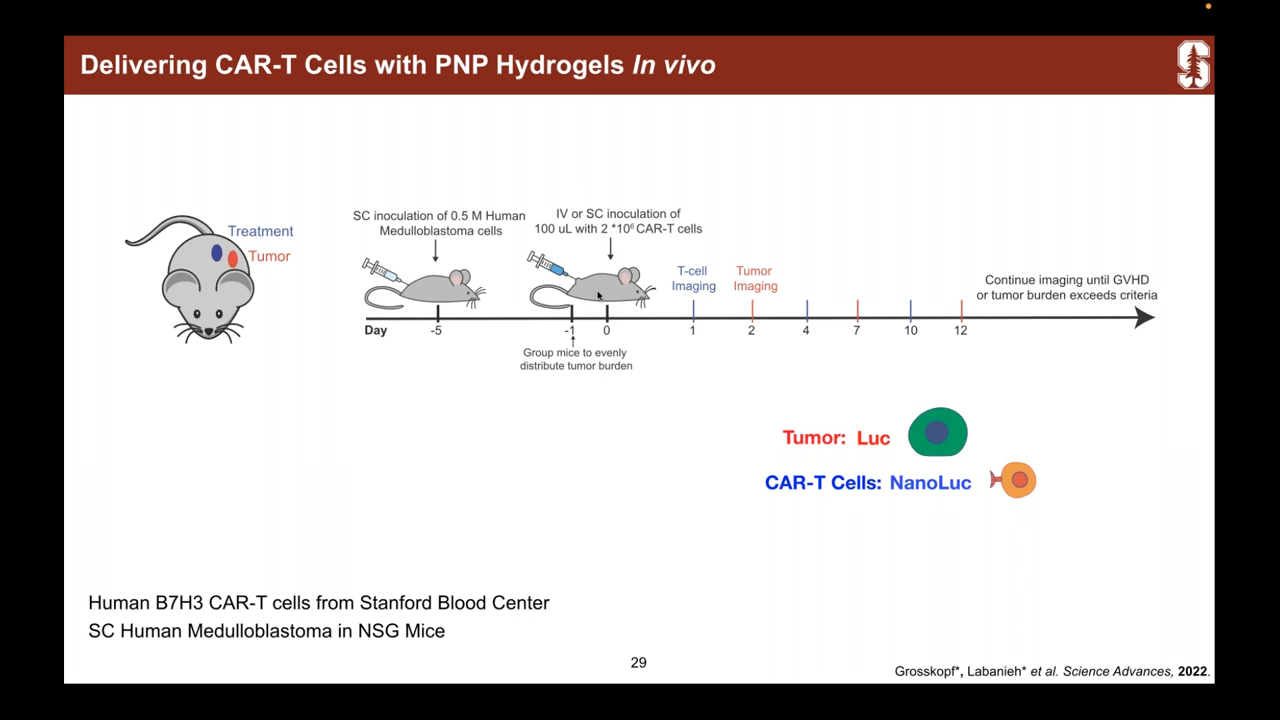 Delivering CAR-T Cells with PNP Hydrogels In vivo
S
Treatment
Tumor
SC inoculation of 0.5 M Human
Medulloblastoma cells
IV or SC inoculation of
100 uL with 2 *10⁶ CAR-T cells
T-cell
Imaging
Tumor
Imaging
Continue imaging until GVHD
or tumor burden exceeds criteria
Day -5 -1 0 1 2 4 7 10 12
Group mice to evenly
distribute tumor burden
Tumor: Luc
CAR-T Cells: NanoLuc
Human B7H3 CAR-T cells from Stanford Blood Center
SC Human Medulloblastoma in NSG Mice
29
Grosskopf*, Labanieh* et al. Science Advances, 2022.